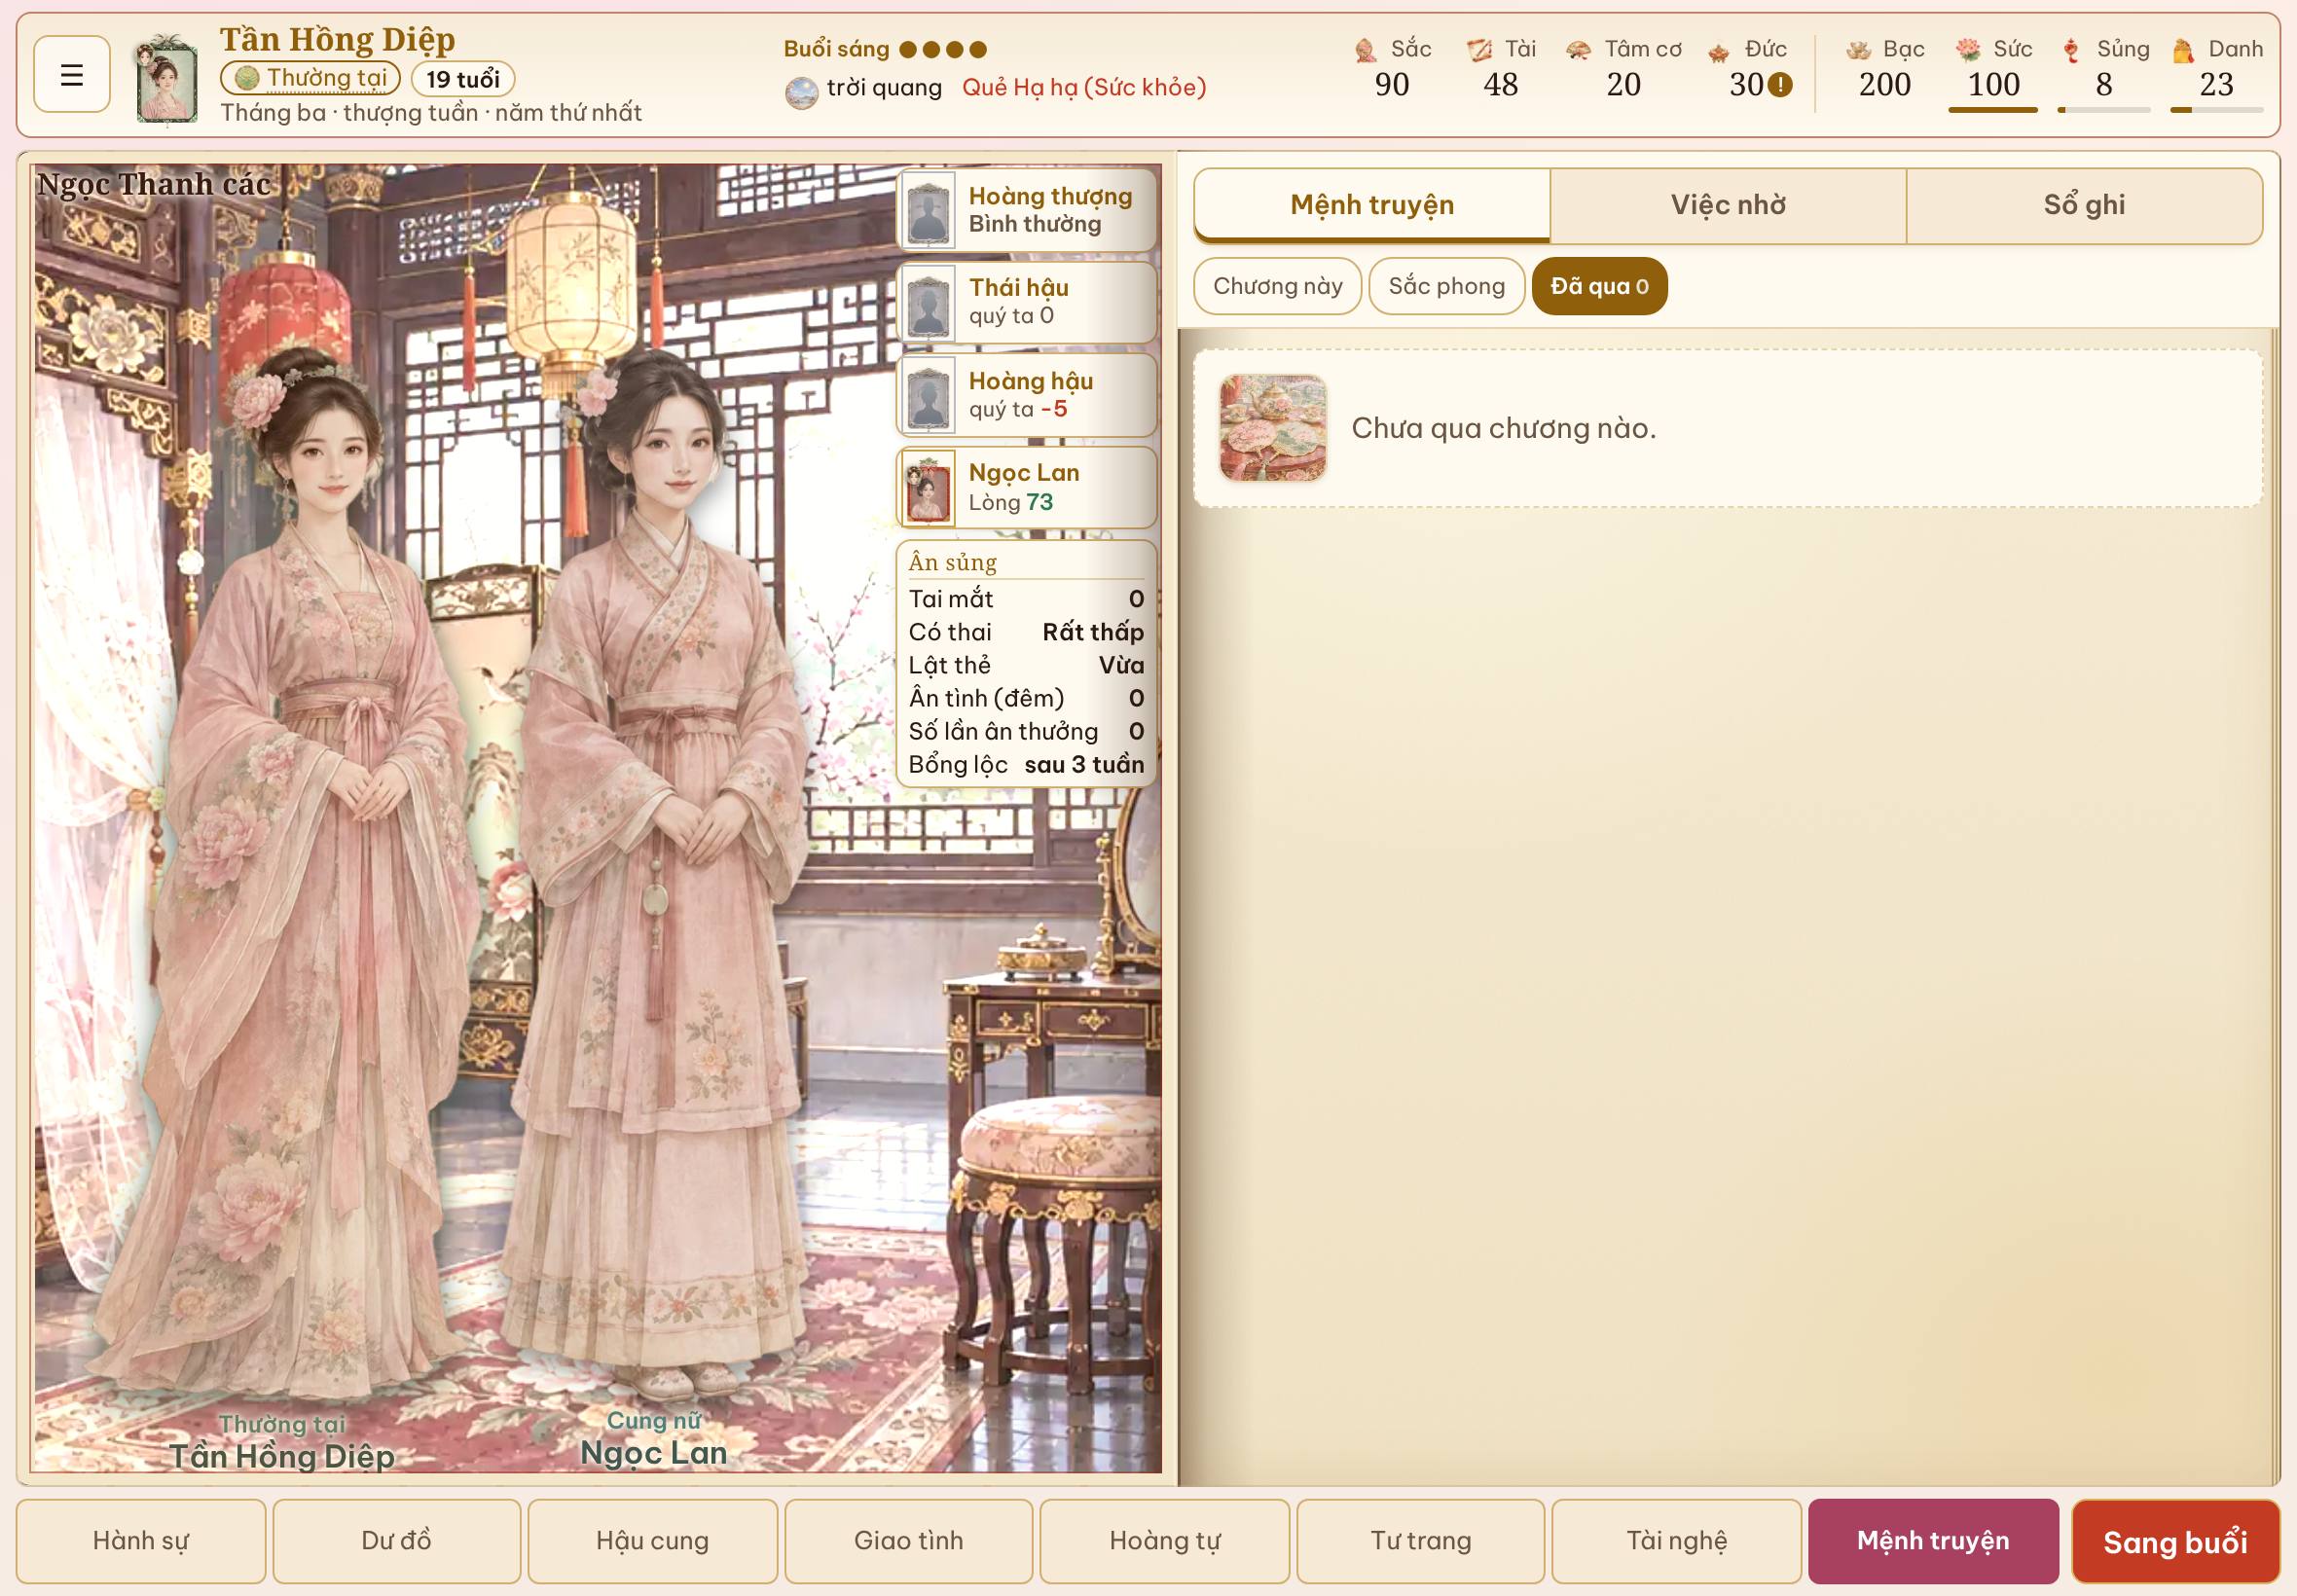 ☰
Tần Hồng Diệp
Thường tại
19 tuổi
Tháng ba · thượng tuần · năm thứ nhất
Buổi sáng
trời quang Quẻ Hạ hạ (Sức khỏe)
Sắc
90
Tài
48
Tâm cơ
20
Đức
30 !
Bạc
200
Sức
100
Sủng
8
Danh
23
Ngọc Thanh các
Hoàng thượng
Bình thường
Thái hậu
quý ta 0
Hoàng hậu
quý ta -5
Ngọc Lan
Lòng 73
Ân sủng
Tai mắt 0
Có thai Rất thấp
Lật thẻ Vừa
Ân tình (đêm) 0
Số lần ân thưởng 0
Bổng lộc sau 3 tuần
Thường tại
Tần Hồng Diệp
Cung nữ
Ngọc Lan
Mệnh truyện
Việc nhờ
Sổ ghi
Chương này
Sắc phong
Đã qua 0
Chưa qua chương nào.
Hành sự
Dư đồ
Hậu cung
Giao tình
Hoàng tự
Tư trang
Tài nghệ
Mệnh truyện
Sang buổi